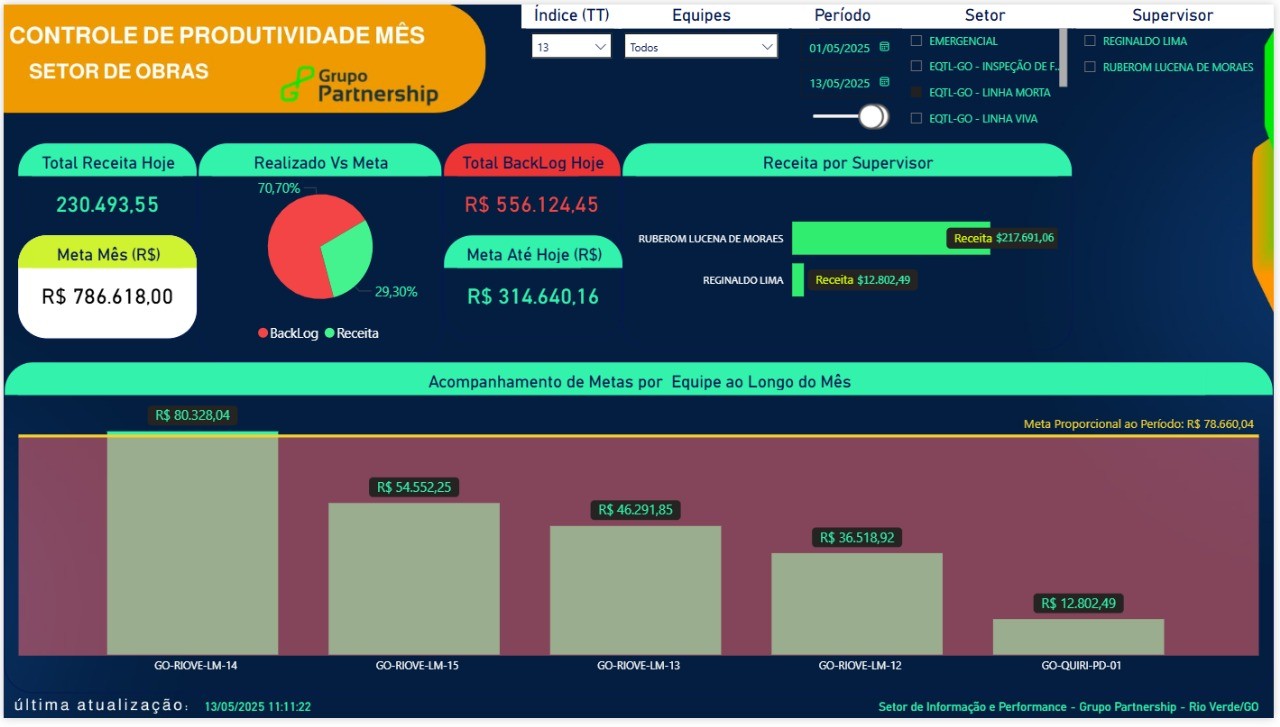 CONTROLE DE PRODUTIVIDADE MÊS
SETOR DE OBRAS
Grupo
Partnership
Índice (TT)
13
Equipes
Todos
Período
01/05/2025
13/05/2025
Setor
EMERGENCIAL
EQTL-GO - INSPEÇÃO DE F...
EQTL-GO - LINHA MORTA
EQTL-GO - LINHA VIVA
Supervisor
REGINALDO LIMA
RUBEROM LUCENA DE MORAES
Total Receita Hoje
230.493,55
Meta Mês (R$)
R$ 786.618,00
Realizado Vs Meta
70,70%
29,30%
BackLog Receita
Total BackLog Hoje
R$ 556.124,45
Meta Até Hoje (R$)
R$ 314.640,16
Receita por Supervisor
RUBEROM LUCENA DE MORAES Receita $217.691,06
REGINALDO LIMA Receita $12.802,49
Acompanhamento de Metas por Equipe ao Longo do Mês
Meta Proporcional ao Período: R$ 78.660,04
R$ 80.328,04
R$ 54.552,25
R$ 46.291,85
R$ 36.518,92
R$ 12.802,49
GO-RIOVE-LM-14 GO-RIOVE-LM-15 GO-RIOVE-LM-13 GO-RIOVE-LM-12 GO-QUIRI-PD-01
última atualização: 13/05/2025 11:11:22
Setor de Informação e Performance - Grupo Partnership - Rio Verde/GO